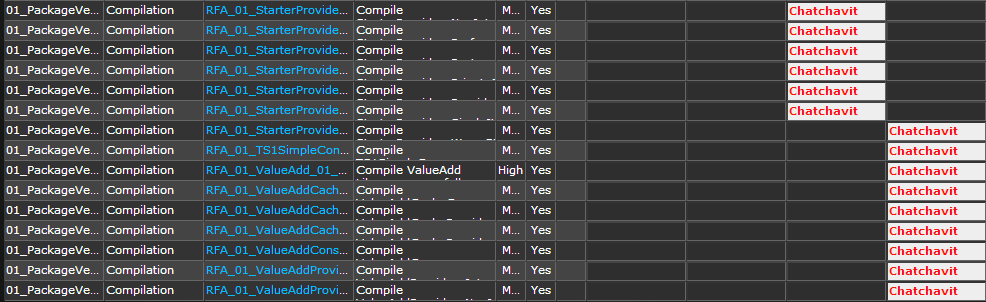 01_PackageVe... Compilation RFA_01_StarterProvide... Compile M... Yes Chatchavit
01_PackageVe... Compilation RFA_01_StarterProvide... Compile M... Yes Chatchavit
01_PackageVe... Compilation RFA_01_StarterProvide... Compile M... Yes Chatchavit
01_PackageVe... Compilation RFA_01_StarterProvide... Compile M... Yes Chatchavit
01_PackageVe... Compilation RFA_01_StarterProvide... Compile M... Yes Chatchavit
01_PackageVe... Compilation RFA_01_StarterProvide... Compile M... Yes Chatchavit
01_PackageVe... Compilation RFA_01_StarterProvide... Compile M... Yes Chatchavit
01_PackageVe... Compilation RFA_01_TS1SimpleCon... Compile M... Yes Chatchavit
01_PackageVe... Compilation RFA_01_ValueAdd_01_... Compile ValueAdd High Yes Chatchavit
01_PackageVe... Compilation RFA_01_ValueAddCach... Compile M... Yes Chatchavit
01_PackageVe... Compilation RFA_01_ValueAddCach... Compile M... Yes Chatchavit
01_PackageVe... Compilation RFA_01_ValueAddCach... Compile M... Yes Chatchavit
01_PackageVe... Compilation RFA_01_ValueAddCons... Compile M... Yes Chatchavit
01_PackageVe... Compilation RFA_01_ValueAddProvi... Compile M... Yes Chatchavit
01_PackageVe... Compilation RFA_01_ValueAddProvi... Compile M... Yes Chatchavit